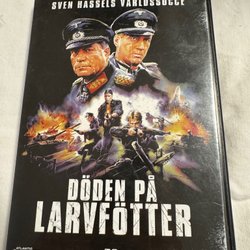 SVEN HASSELS VÄRLDSSUCCÉ
DÖDEN PÅ
LARVFÖTTER